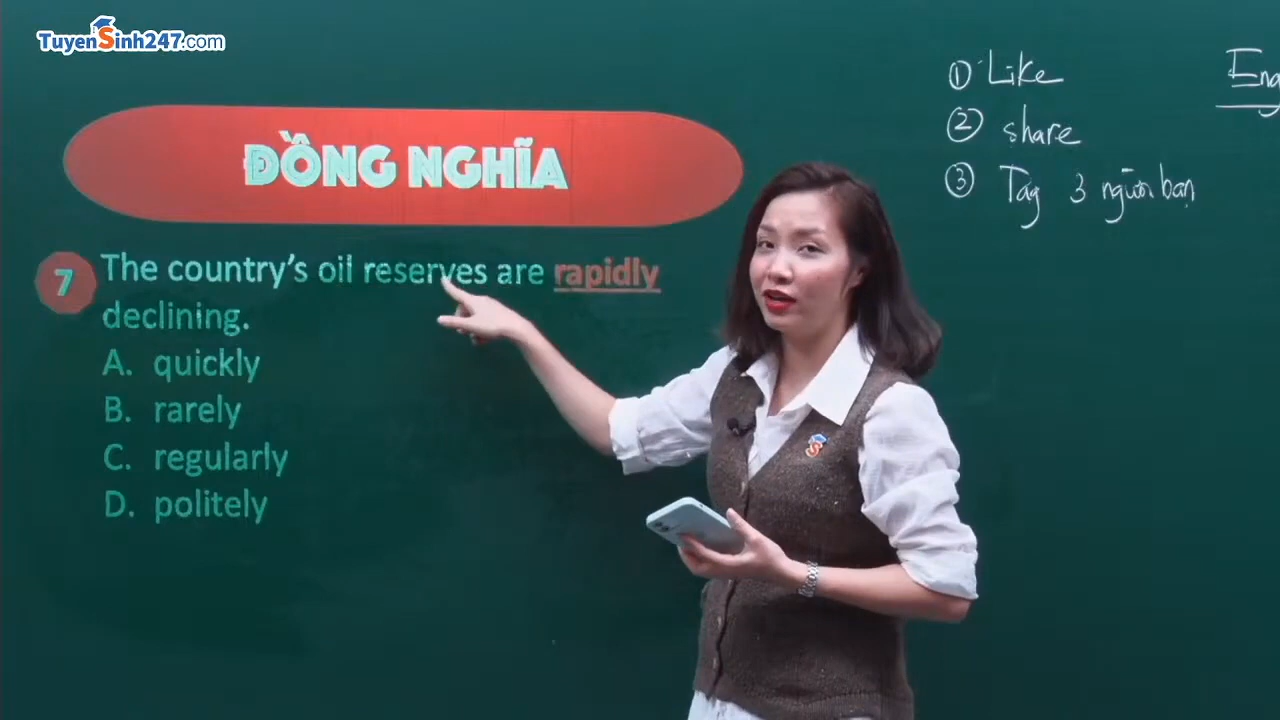 TuyenSinh247.com
① Like
② share
③ Tag 3 người bạn
Eng
ĐỒNG NGHĨA
7 The country's oil reserves are rapidly
declining.
A. quickly
B. rarely
C. regularly
D. politely